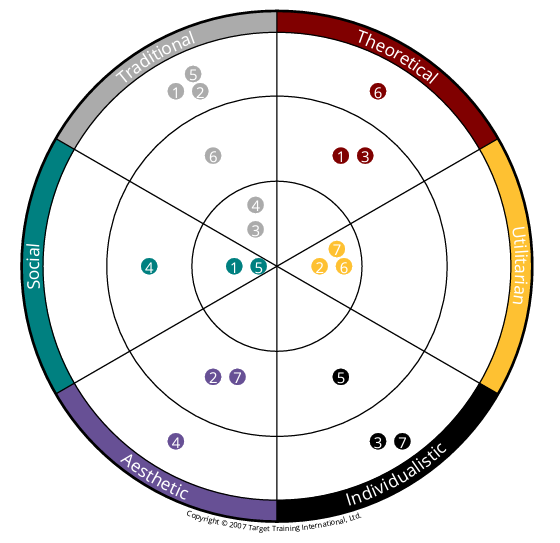 Traditional
Theoretical
5
1 2
6
6
1 3
4
3
7
Social
4
1 5
2 6
Utilitarian
2 7
5
4
3 7
Aesthetic
Individualistic
Copyright © 2007 Target Training International, Ltd.